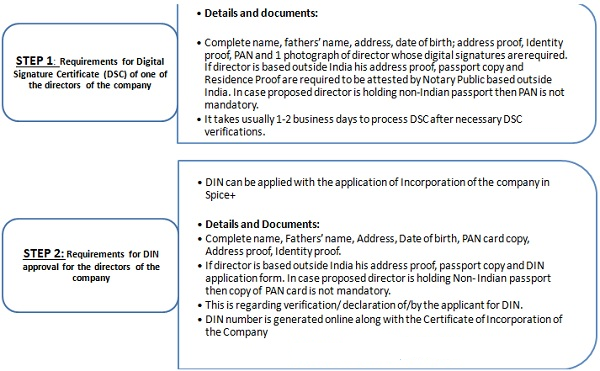 STEP 1: Requirements for Digital
Signature Certificate (DSC) of one of
the directors of the company
• Details and documents:
• Complete name, fathers' name, address, date of birth; address proof, Identity
proof, PAN and 1 photograph of director whose digital signatures are required.
If director is based outside India his address proof, passport copy and
Residence Proof are required to be attested by Notary Public based outside
India. In case proposed director is holding non-Indian passport then PAN is not
mandatory.
• It takes usually 1-2 business days to process DSC after necessary DSC
verifications.
STEP 2: Requirements for DIN
approval for the directors of the
company
• DIN can be applied with the application of Incorporation of the company in
Spice+
• Details and Documents:
• Complete name, Fathers' name, Address, Date of birth, PAN card copy,
Address proof, Identity proof.
• If director is based outside India his address proof, passport copy and DIN
application form. In case proposed director is holding Non- Indian passport
then copy of PAN card is not mandatory.
• This is regarding verification/ declaration of/by the applicant for DIN.
• DIN number is generated online along with the Certificate of Incorporation of
the Company